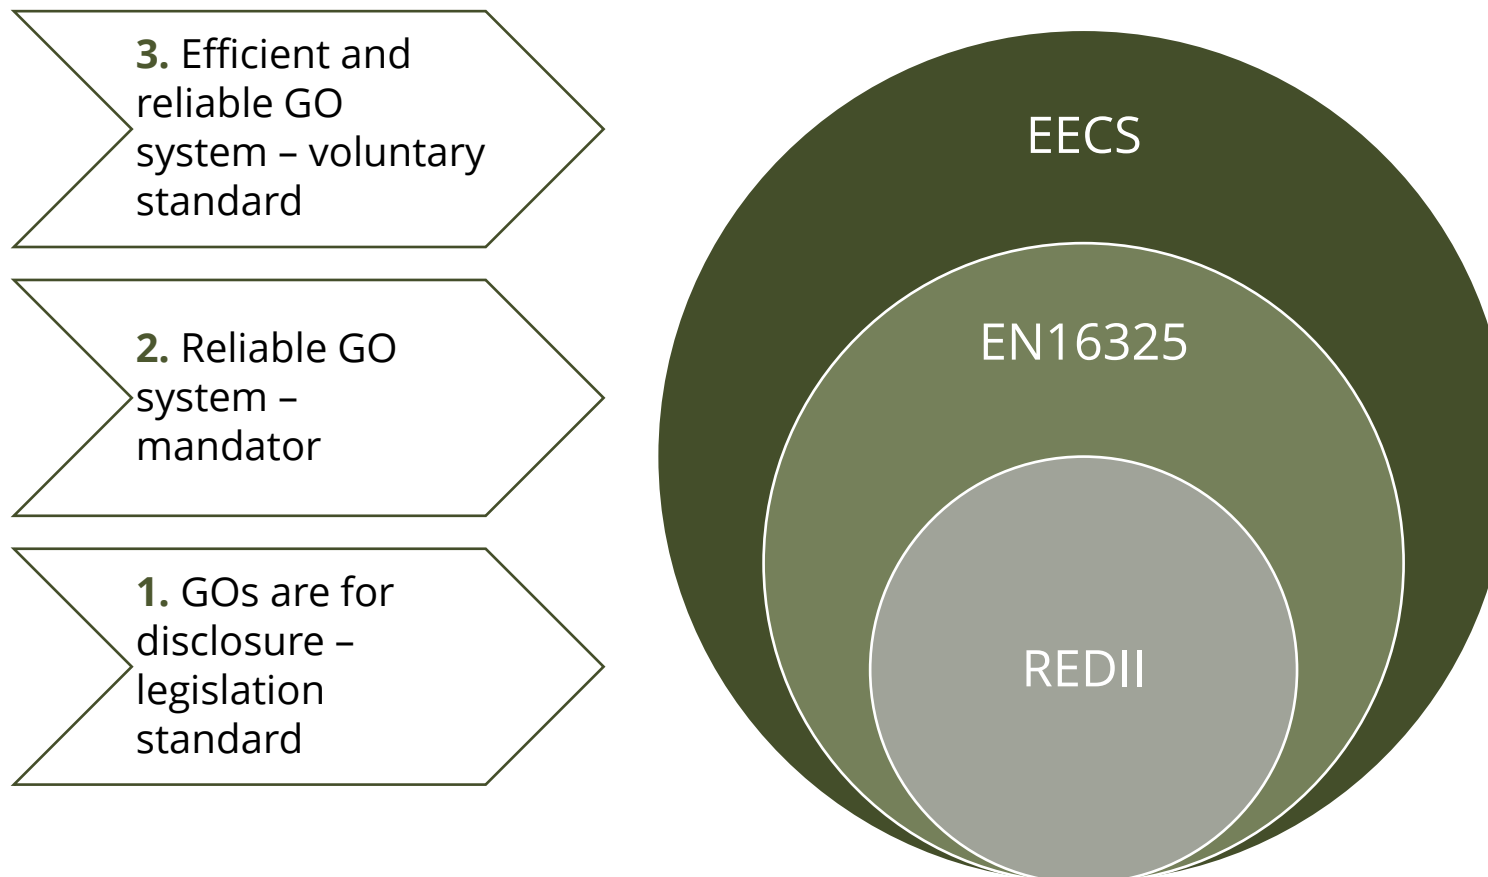 3. Efficient and
reliable GO
system – voluntary
standard
2. Reliable GO
system –
mandator
1. GOs are for
disclosure –
legislation
standard
EECS
EN16325
REDII